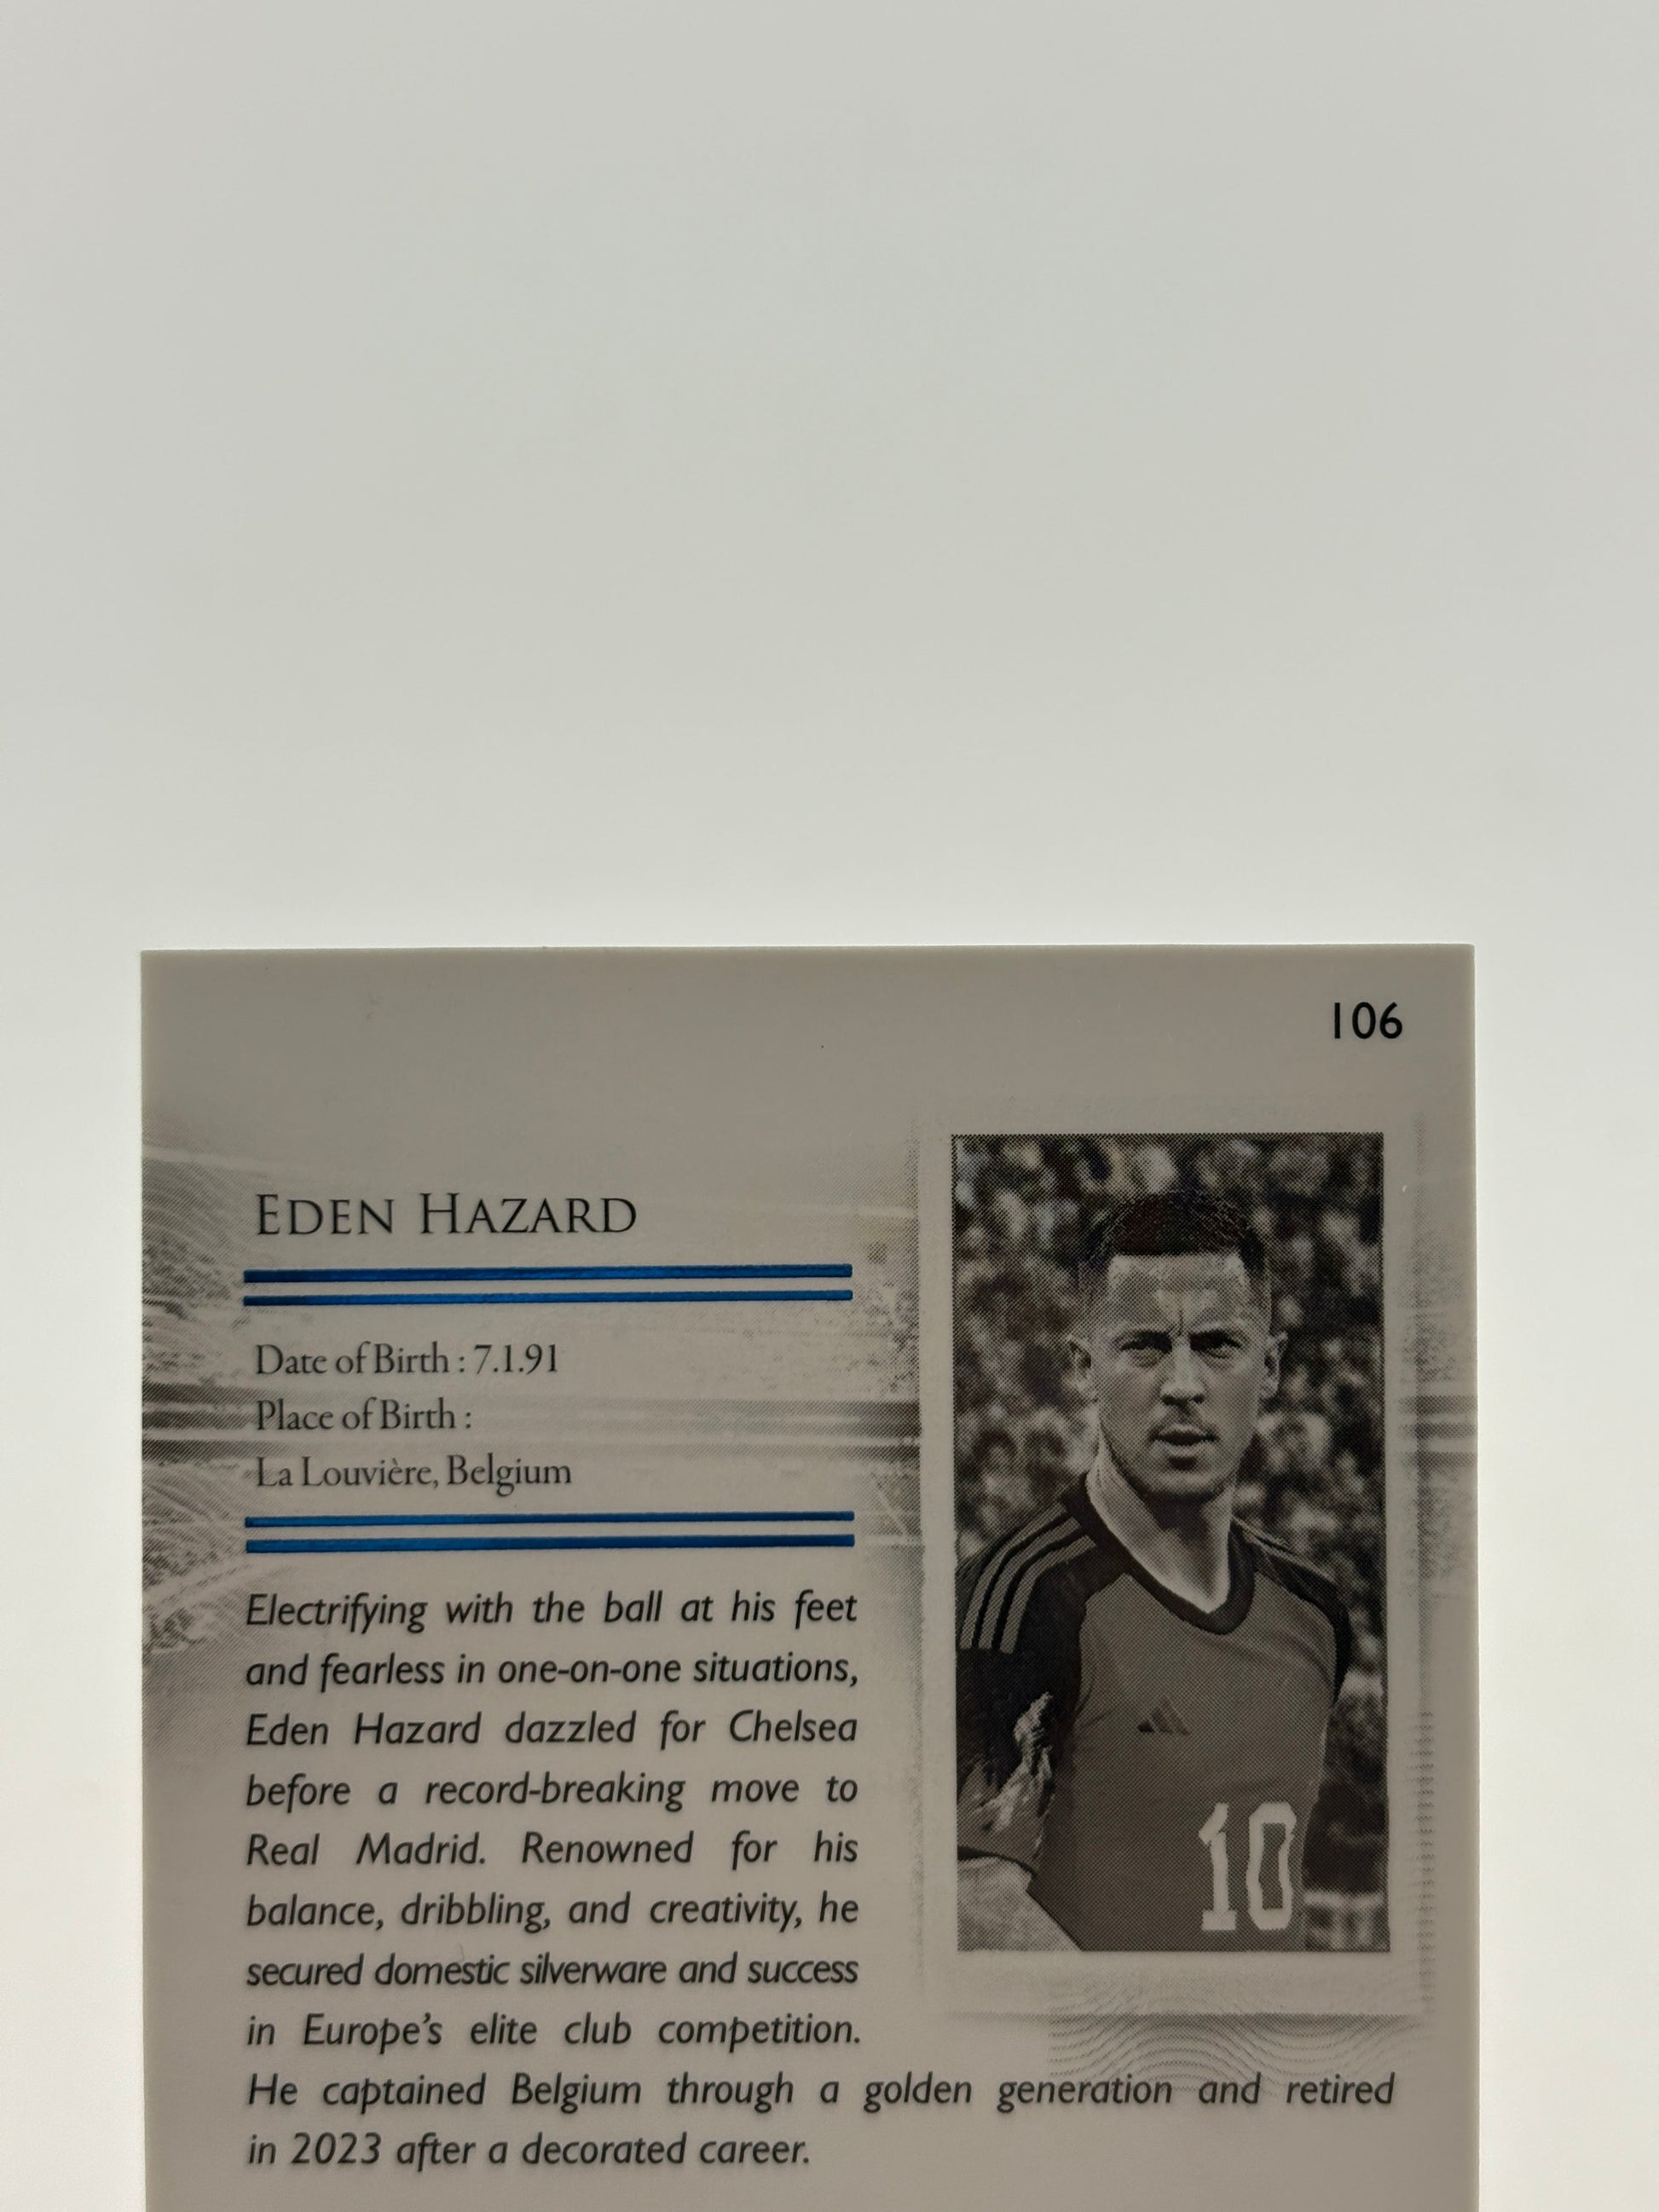 106
EDEN HAZARD
Date of Birth : 7.1.91
Place of Birth :
La Louvière, Belgium
Electrifying with the ball at his feet
and fearless in one-on-one situations,
Eden Hazard dazzled for Chelsea
before a record-breaking move to
Real Madrid. Renowned for his
balance, dribbling, and creativity, he
secured domestic silverware and success
in Europe’s elite club competition.
He captained Belgium through a golden generation and retired
in 2023 after a decorated career.
10